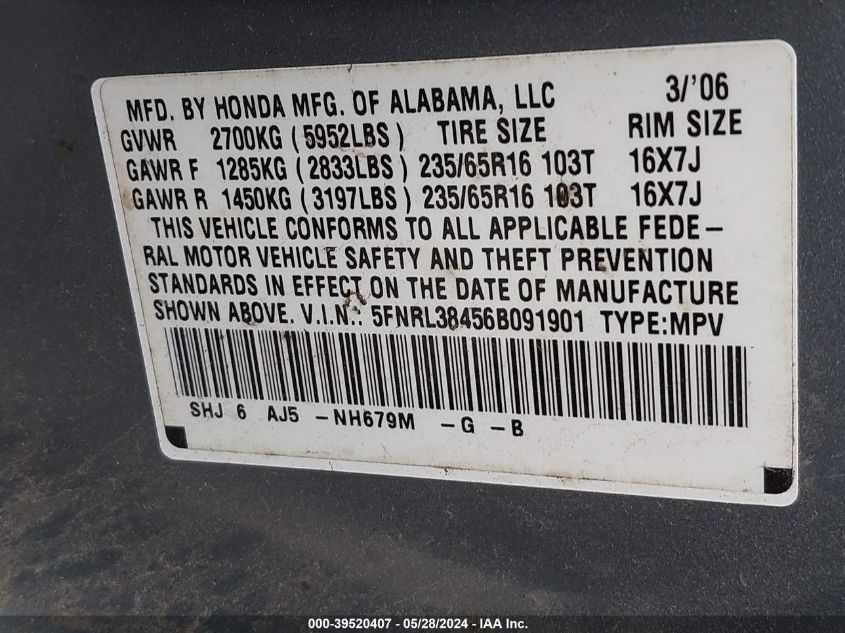 MFD. BY HONDA MFG. OF ALABAMA, LLC 3/'06
GVWR 2700KG (5952LBS) TIRE SIZE RIM SIZE
GAWR F 1285KG (2833LBS) 235/65R16 103T 16X7J
GAWR R 1450KG (3197LBS) 235/65R16 103T 16X7J
THIS VEHICLE CONFORMS TO ALL APPLICABLE FEDE-
RAL MOTOR VEHICLE SAFETY AND THEFT PREVENTION
STANDARDS IN EFFECT ON THE DATE OF MANUFACTURE
SHOWN ABOVE. V.I.N.: 5FNRL38456B091901 TYPE:MPV
SHJ 6 AJ5 -NH679M -G -B
000-39520407 - 05/28/2024 - IAA Inc.